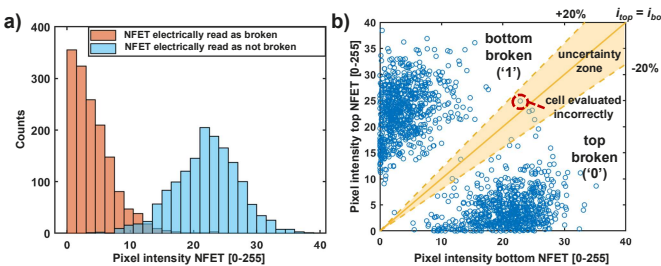 a)
NFET electrically read as broken
NFET electrically read as not broken
400
300
200
100
0
Counts
0 10 20 30 40
Pixel intensity NFET [0-255]
b)
+20%
i_top = i_bo
40
35
30
25
20
15
10
5
0
Pixel intensity top NFET [0-255]
bottom
broken
('1')
uncertainty
zone
-20%
cell evaluated
incorrectly
top
broken
('0')
0 10 20 30 40
Pixel intensity bottom NFET [0-255]